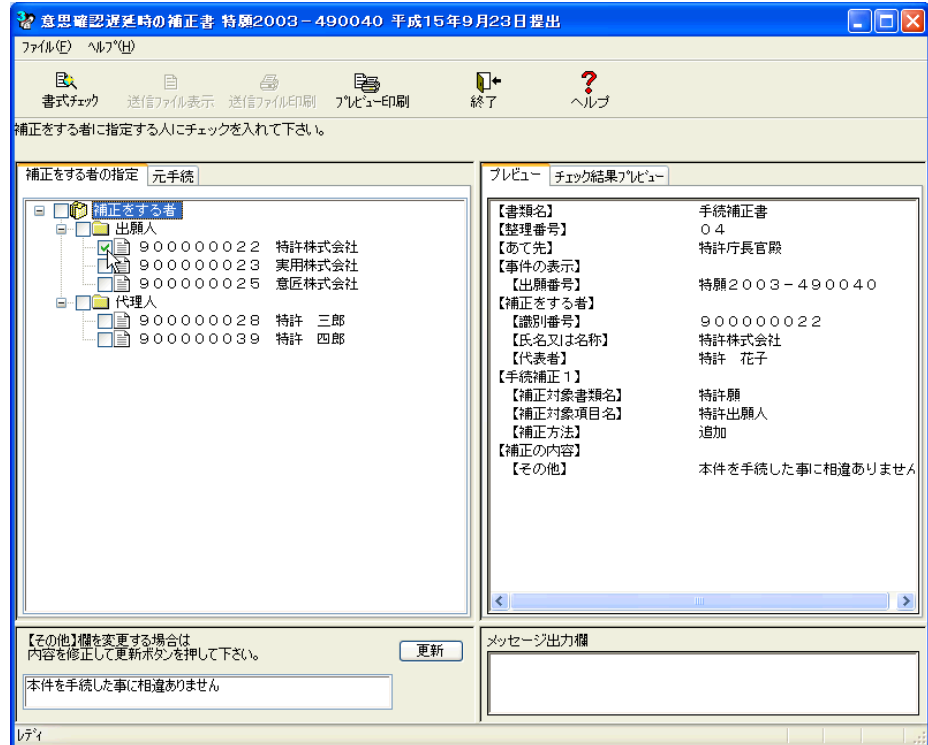 意思確認遅延時の補正書 特願2003－490040 平成15年9月23日提出
ﾌｧｲﾙ(F) ﾍﾙﾌﾟ(H)
書式ﾁｪｯｸ 送信ﾌｧｲﾙ表示 送信ﾌｧｲﾙ印刷 ﾌﾟﾚﾋﾞｭｰ印刷 終了 ヘルプ
補正をする者に指定する人にチェックを入れて下さい。
補正をする者の指定 元手続
補正をする者
出願人
９０００００００２２ 特許株式会社
９０００００００２３ 実用株式会社
９０００００００２５ 意匠株式会社
代理人
９０００００００２８ 特許　三郎
９０００００００３９ 特許　四郎
プレビュー チェック結果ﾌﾟﾚﾋﾞｭｰ
【書類名】 手続補正書
【整理番号】 ０４
【あて先】 特許庁長官殿
【事件の表示】
【出願番号】 特願２００３－４９００４０
【補正をする者】
【識別番号】 ９０００００００２２
【氏名又は名称】 特許株式会社
【代表者】 特許　花子
【手続補正１】
【補正対象書類名】 特許願
【補正対象項目名】 特許出願人
【補正方法】 追加
【補正の内容】
【その他】 本件を手続した事に相違ありません
【その他】欄を変更する場合は
内容を修正して更新ボタンを押して下さい。
更新
本件を手続した事に相違ありません
メッセージ出力欄
ﾚﾃﾞｨ